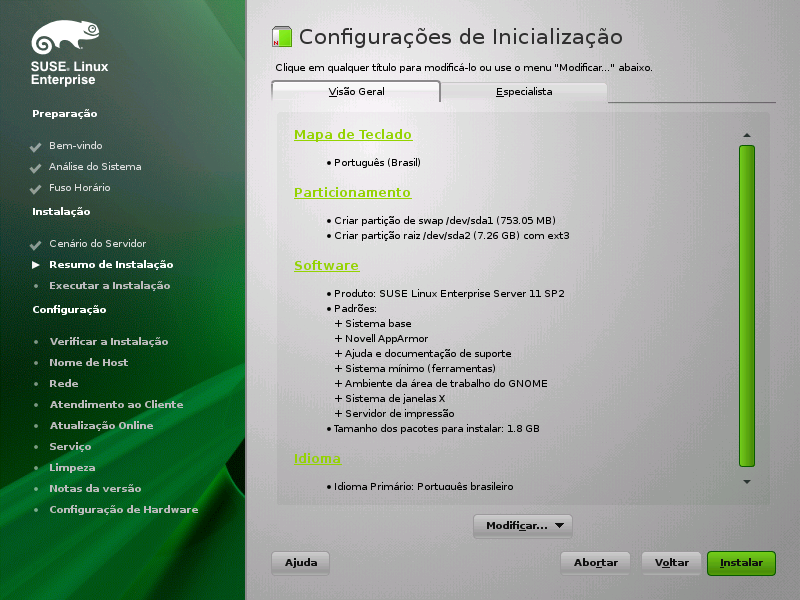 SUSE. Linux
Enterprise
Preparação
Bem-vindo
Análise do Sistema
Fuso Horário
Instalação
Cenário do Servidor
Resumo de Instalação
Executar a Instalação
Configuração
Verificar a Instalação
Nome de Host
Rede
Atendimento ao Cliente
Atualização Online
Serviço
Limpeza
Notas da versão
Configuração de Hardware
Configurações de Inicialização
Clique em qualquer título para modificá-lo ou use o menu "Modificar..." abaixo.
Visão Geral
Especialista
Mapa de Teclado
• Português (Brasil)
Particionamento
• Criar partição de swap /dev/sda1 (753.05 MB)
• Criar partição raiz /dev/sda2 (7.26 GB) com ext3
Software
• Produto: SUSE Linux Enterprise Server 11 SP2
• Padrões:
+ Sistema base
+ Novell AppArmor
+ Ajuda e documentação de suporte
+ Sistema mínimo (ferramentas)
+ Ambiente da área de trabalho do GNOME
+ Sistema de janelas X
+ Servidor de impressão
• Tamanho dos pacotes para instalar: 1.8 GB
Idioma
• Idioma Primário: Português brasileiro
Modificar...
Ajuda
Abortar
Voltar
Instalar